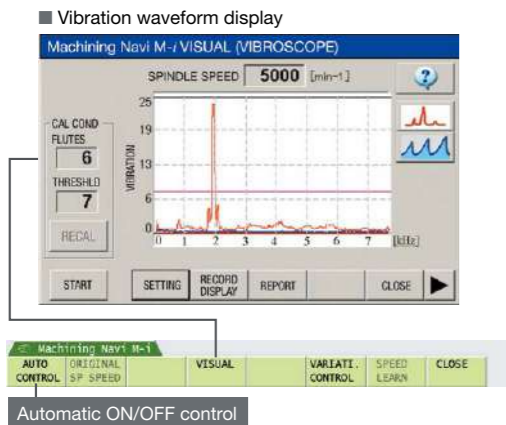 ■ Vibration waveform display
Machining Navi M-i VISUAL (VIBROSCOPE)
SPINDLE SPEED 5000 [min-1]
?
CAL COND
FLUTES
6
THRESHLD
7
RECAL
VIBRATION
25
19
13
6
0
0 1 2 3 4 5 6 7 [kHz]
START SETTING RECORD DISPLAY REPORT CLOSE
Machining Navi M-i
AUTO CONTROL ORIGINAL SP SPEED VISUAL VARIATI. CONTROL SPEED LEARN CLOSE
Automatic ON/OFF control